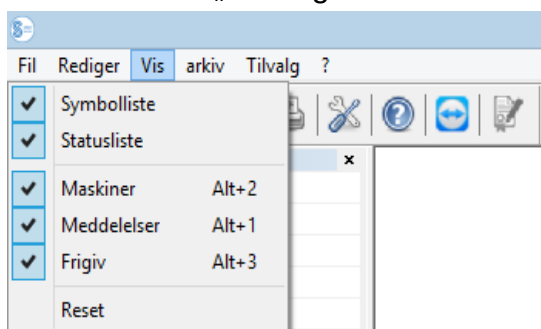 Fil Rediger Vis arkiv Tilvalg ?
Symbolliste
Statusliste
Maskiner Alt+2
Meddelelser Alt+1
Frigiv Alt+3
Reset